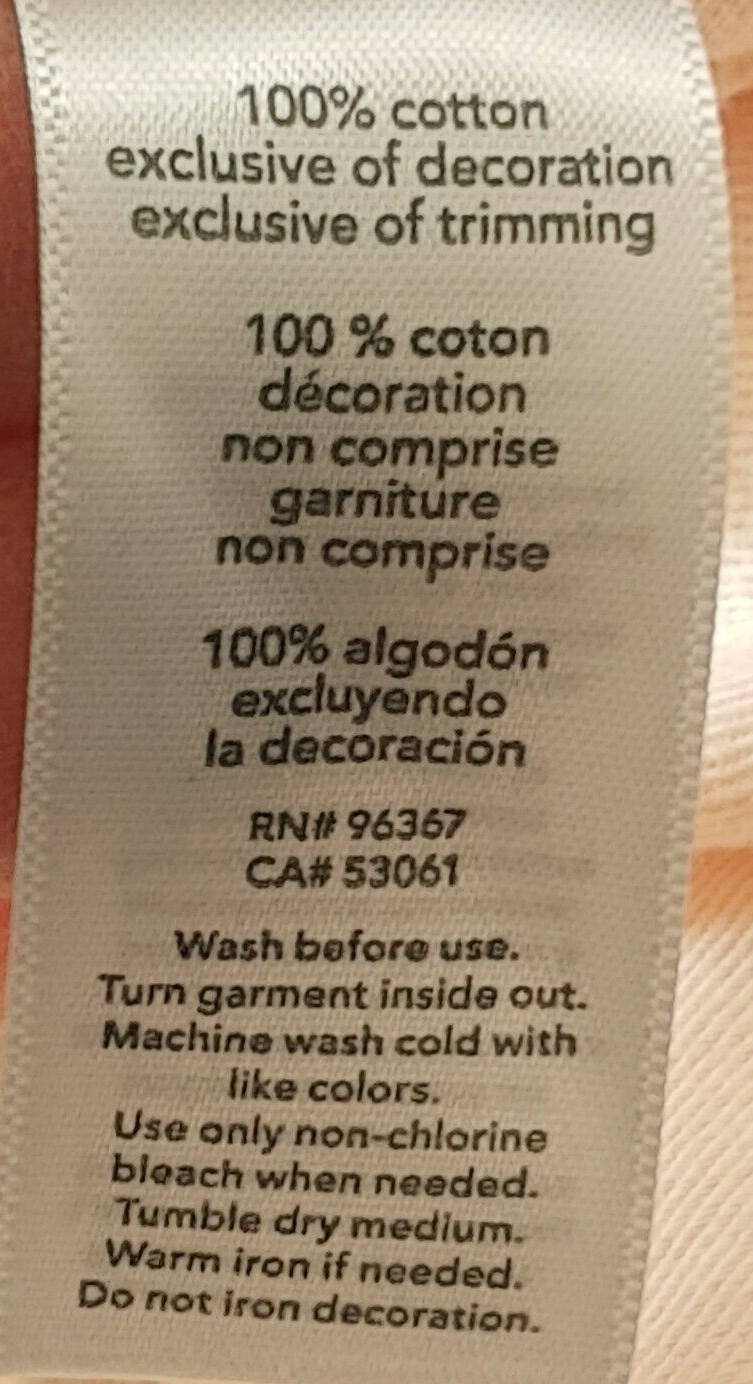 100% cotton
exclusive of decoration
exclusive of trimming
100 % coton
décoration
non comprise
garniture
non comprise
100% algodón
excluyendo
la decoración
RN# 96367
CA# 53061
Wash before use.
Turn garment inside out.
Machine wash cold with
like colors.
Use only non-chlorine
bleach when needed.
Tumble dry medium.
Warm iron if needed.
Do not iron decoration.